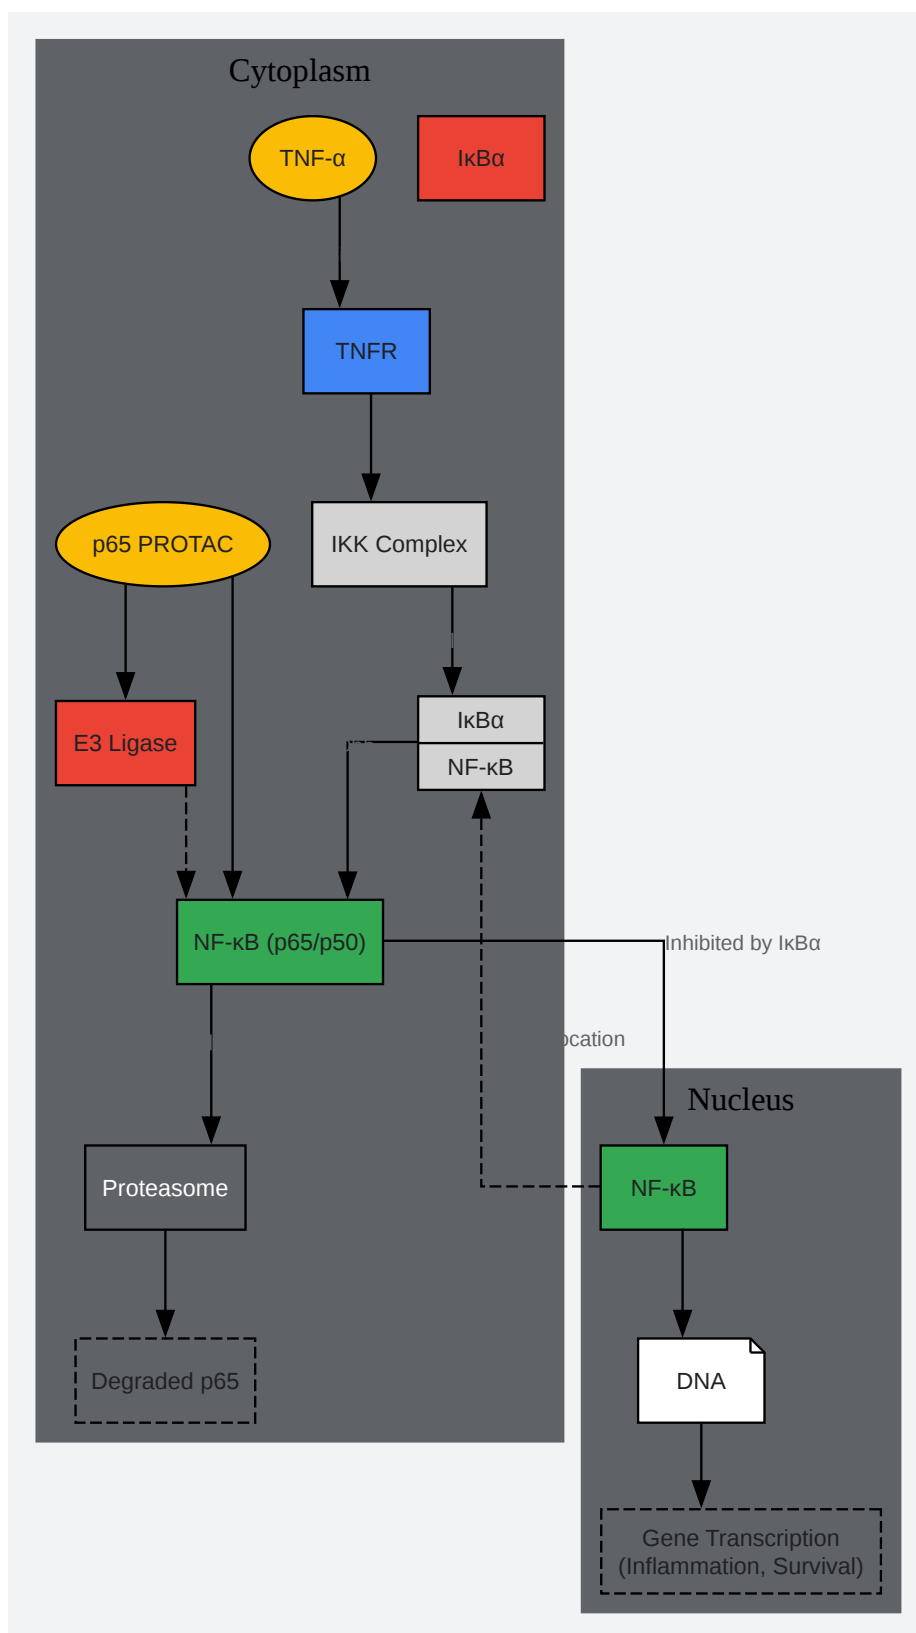 Cytoplasm
TNF-α
IκBα
TNFR
p65 PROTAC
IKK Complex
E3 Ligase
IκBα
NF-κB
NF-κB (p65/p50)
Inhibited by IκBα
ocation
Nucleus
Proteasome
NF-κB
Degraded p65
DNA
Gene Transcription
(Inflammation, Survival)